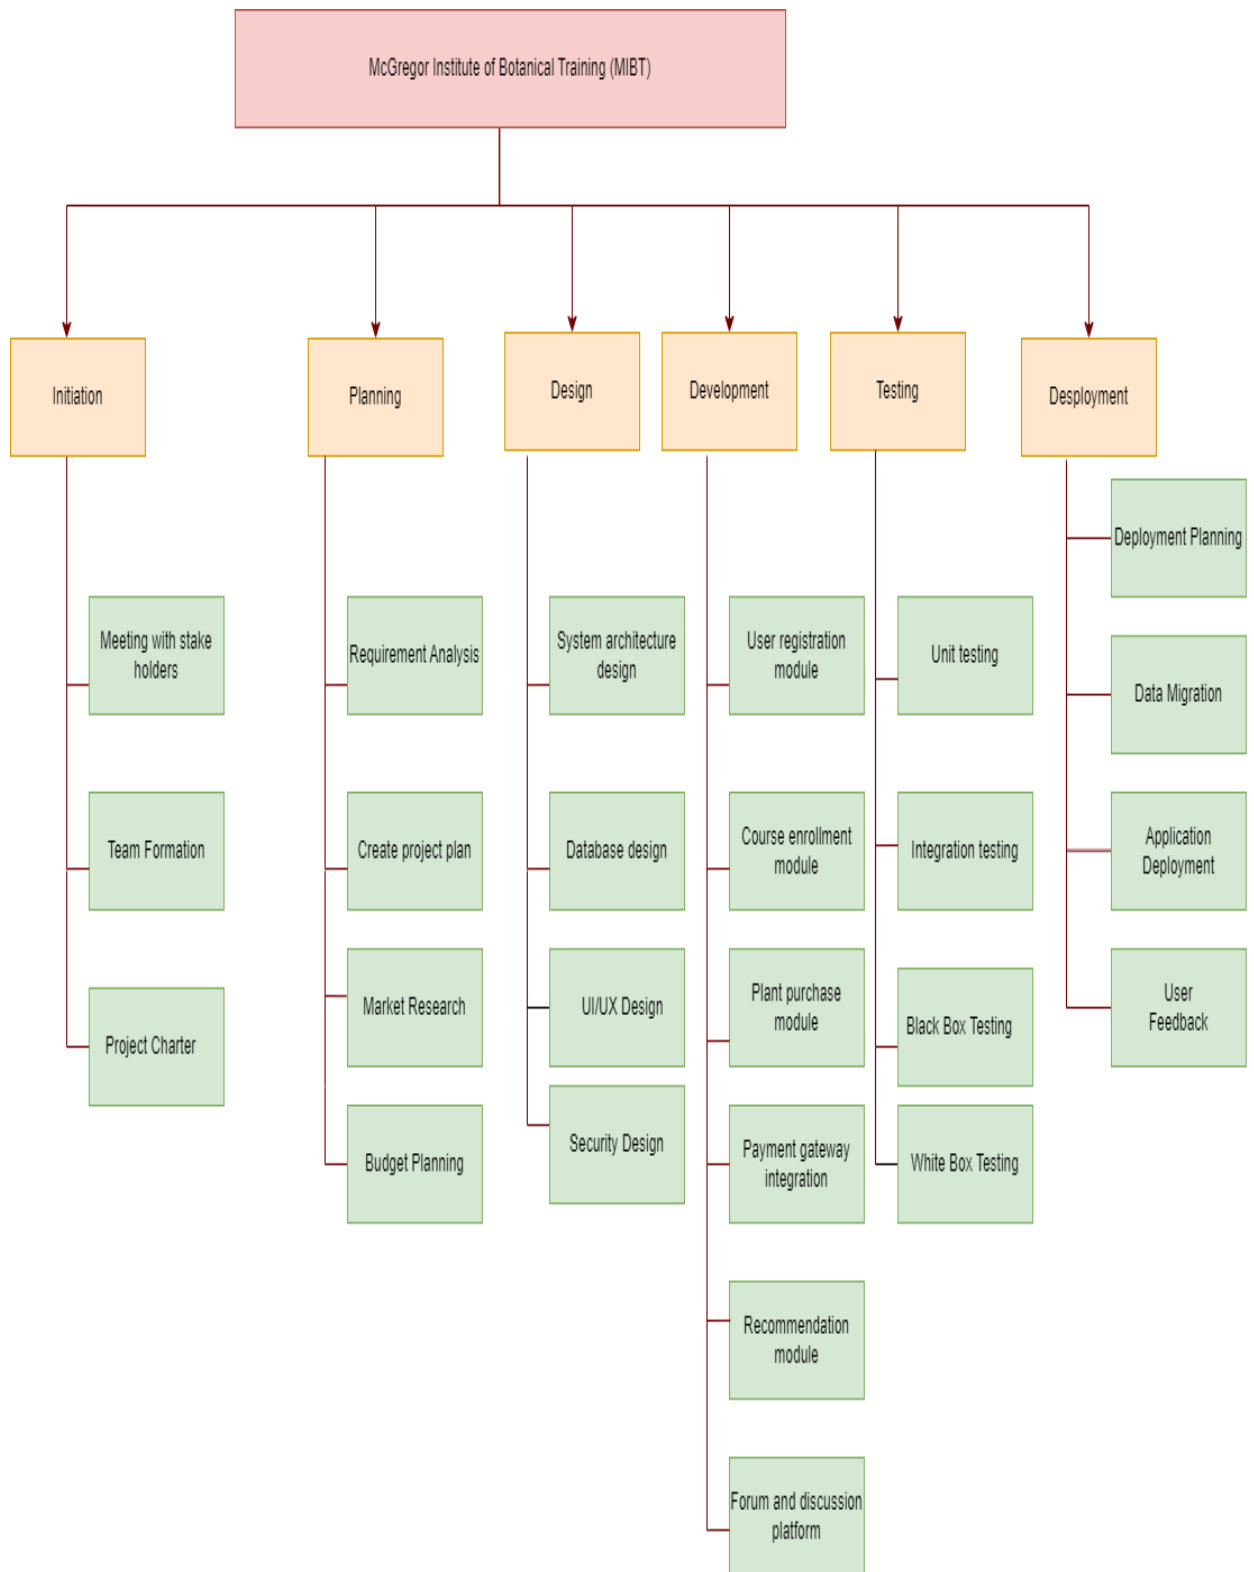 McGregor Institute of Botanical Training (MIBT)
Initiation
Planning
Design
Development
Testing
Desployment
Meeting with stake
holders
Team Formation
Project Charter
Requirement Analysis
Create project plan
Market Research
Budget Planning
System architecture
design
Database design
UI/UX Design
Security Design
User registration
module
Course enrollment
module
Plant purchase
module
Payment gateway
integration
Recommendation
module
Forum and discussion
platform
Unit testing
Integration testing
Black Box Testing
White Box Testing
Deployment Planning
Data Migration
Application
Deployment
User
Feedback